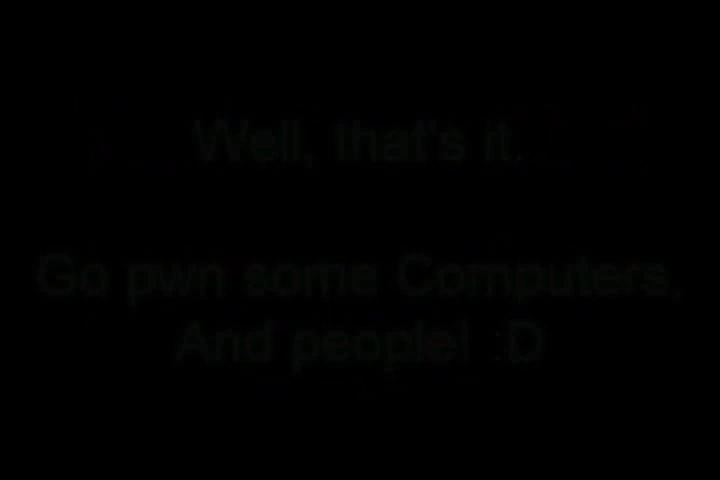 Well, that's it.
Go pwn some Computers.
And people! :D